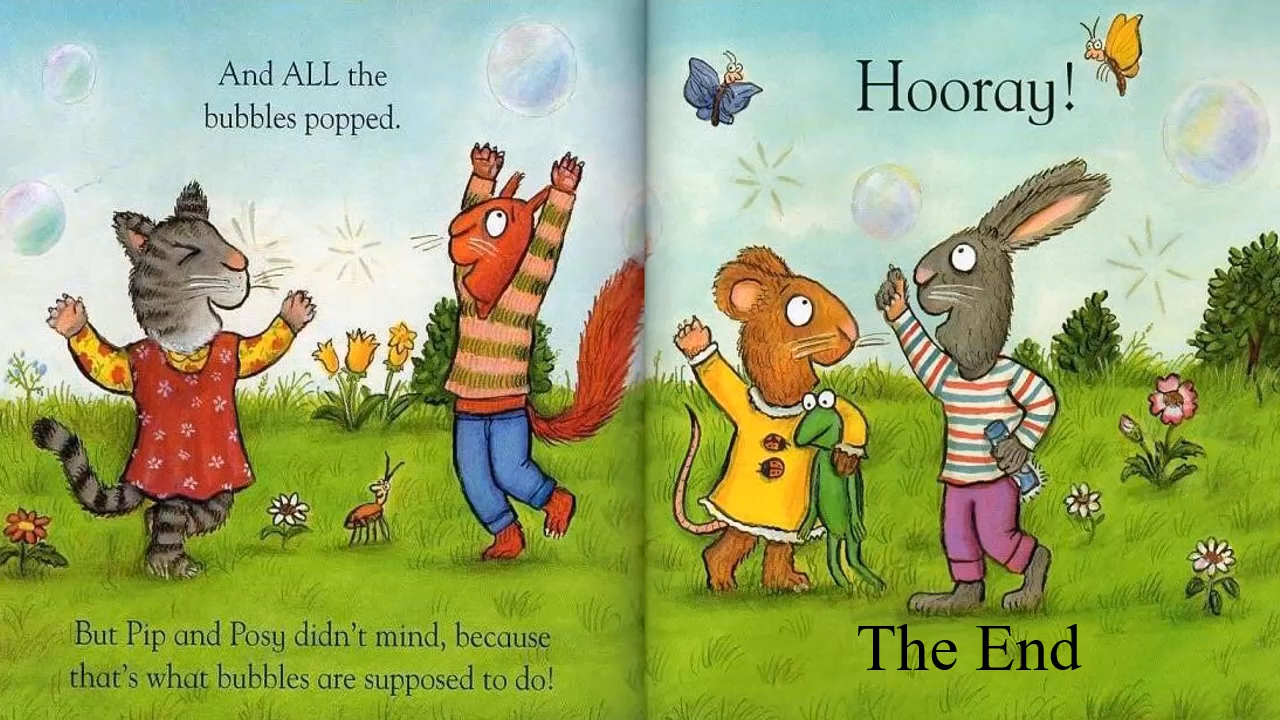 And ALL the
bubbles popped.
But Pip and Posy didn't mind, because
that's what bubbles are supposed to do!
Hooray!
The End